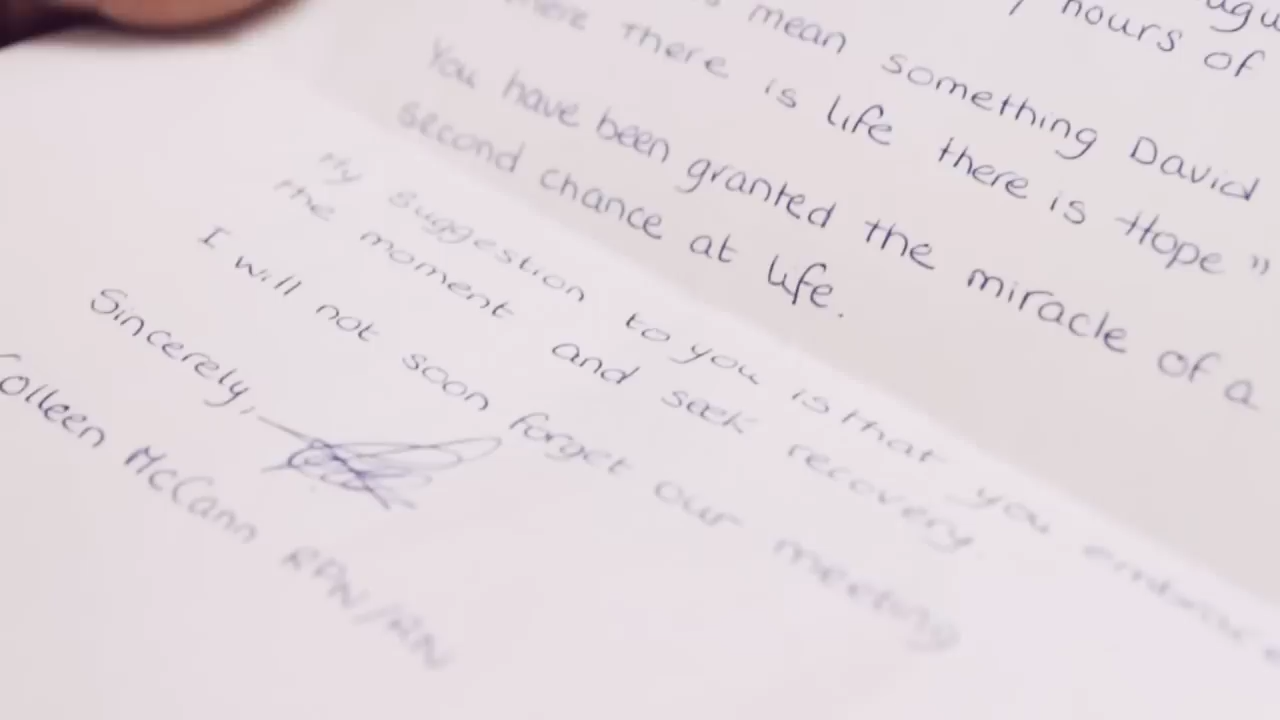 hours of
mean something David
there is life there is Hope"
You have been granted the miracle of a
second chance at life.
My suggestion to you is that you embrace
the moment and seek recovery.
I will not soon forget our meeting
Sincerely,
Colleen McCann RPN/RN